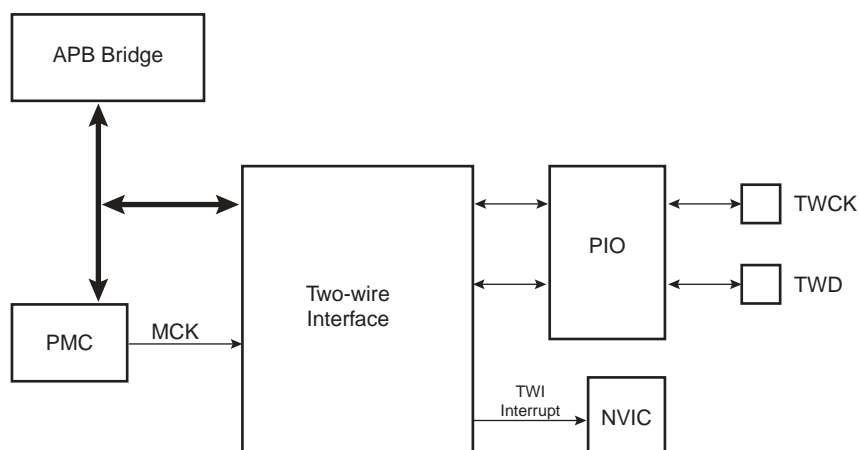 APB Bridge
TWCK
PIO
TWD
Two-wire
Interface
PMC
MCK
TWI
Interrupt
NVIC